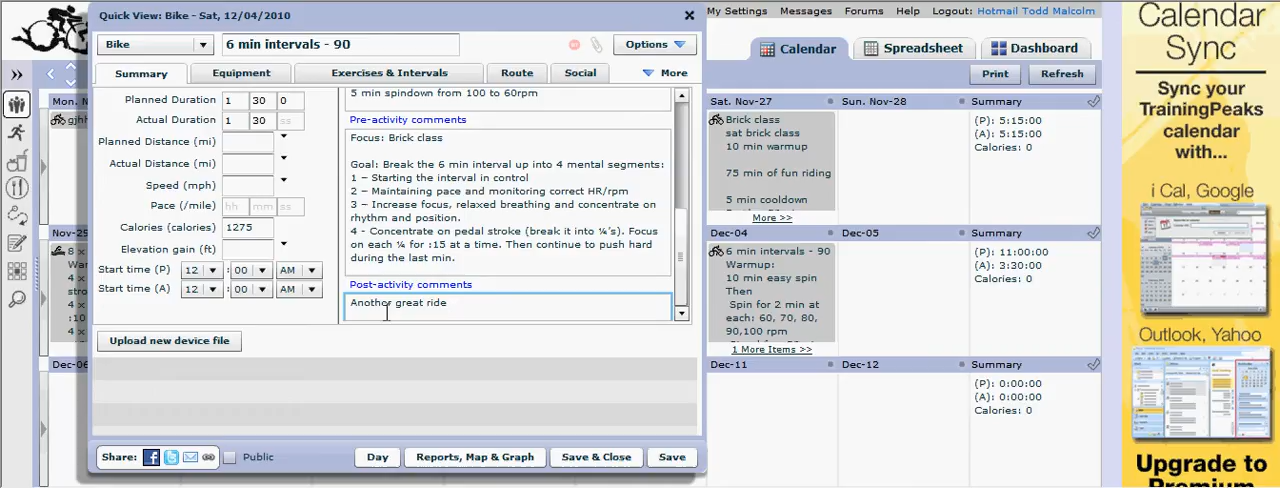 Quick View: Bike - Sat, 12/04/2010
My Settings Messages Forums Help Logout: Hotmail Todd Malcolm
Bike
6 min intervals - 90
Options
Calendar Spreadsheet Dashboard
Summary Equipment Exercises & Intervals Route Social More
Print Refresh
Planned Duration 1 30 0
Actual Duration 1 30 ss
Planned Distance (mi)
Actual Distance (mi)
Speed (mph)
Pace (/mile) hh mm ss
Calories (calories) 1275
Elevation gain (ft)
Start time (P) 12 : 00 AM
Start time (A) 12 : 00 AM
5 min spindown from 100 to 60rpm
Pre-activity comments
Focus: Brick class
Goal: Break the 6 min interval up into 4 mental segments:
1 – Starting the interval in control
2 – Maintaining pace and monitoring correct HR/rpm
3 – Increase focus, relaxed breathing and concentrate on
rhythm and position.
4 - Concentrate on pedal stroke (break it into ¼'s). Focus
on each ¼ for :15 at a time. Then continue to push hard
during the last min.
Post-activity comments
Another great ride
Upload new device file
Share: Public
Day Reports, Map & Graph Save & Close Save
Mon. N
Nov-29
8 x
Wa
4 x
:10
4 x
Dec-06
Sat. Nov-27 Sun. Nov-28 Summary
Brick class
sat brick class
10 min warmup
75 min of fun riding
5 min cooldown
More >>
(P): 5:15:00
(A): 5:15:00
Calories: 0
Dec-04 Dec-05 Summary
6 min intervals - 90
Warmup:
10 min easy spin
Then
Spin for 2 min at
each: 60, 70, 80,
90,100 rpm
1 More Items >>
(P): 11:00:00
(A): 3:30:00
Calories: 0
Dec-11 Dec-12 Summary
(P): 0:00:00
(A): 0:00:00
Calories: 0
Calendar
Sync
Sync your
TrainingPeaks
calendar
with...
i Cal, Google
Outlook, Yahoo
Upgrade to
Premium